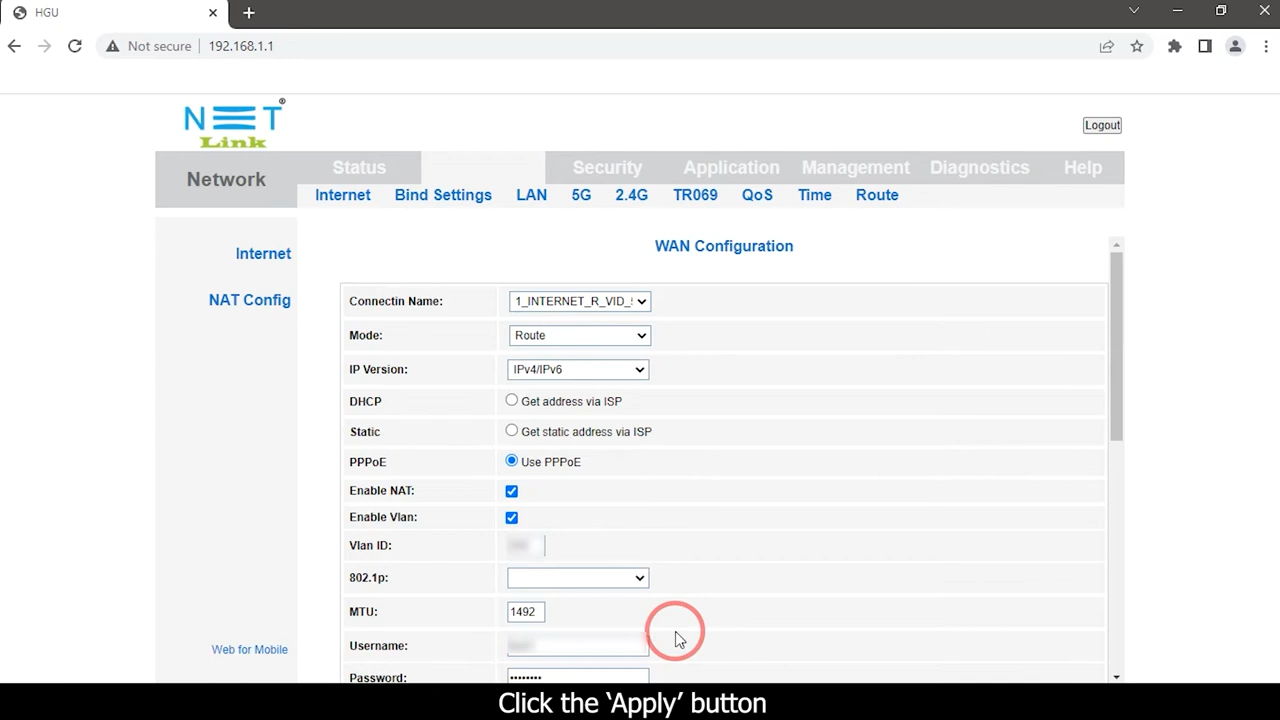 HGU
Not secure
192.168.1.1
NET ®
Link
Logout
Network
Status
Security
Application
Management
Diagnostics
Help
Internet
Bind Settings
LAN
5G
2.4G
TR069
QoS
Time
Route
Internet
NAT Config
Web for Mobile
WAN Configuration
Connectin Name:
Mode: Route
IP Version: IPv4/IPv6
DHCP Get address via ISP
Static Get static address via ISP
PPPoE Use PPPoE
Enable NAT:
Enable Vlan:
Vlan ID:
802.1p:
MTU: 1492
Username:
Password: ••••••••
Click the ‘Apply’ button